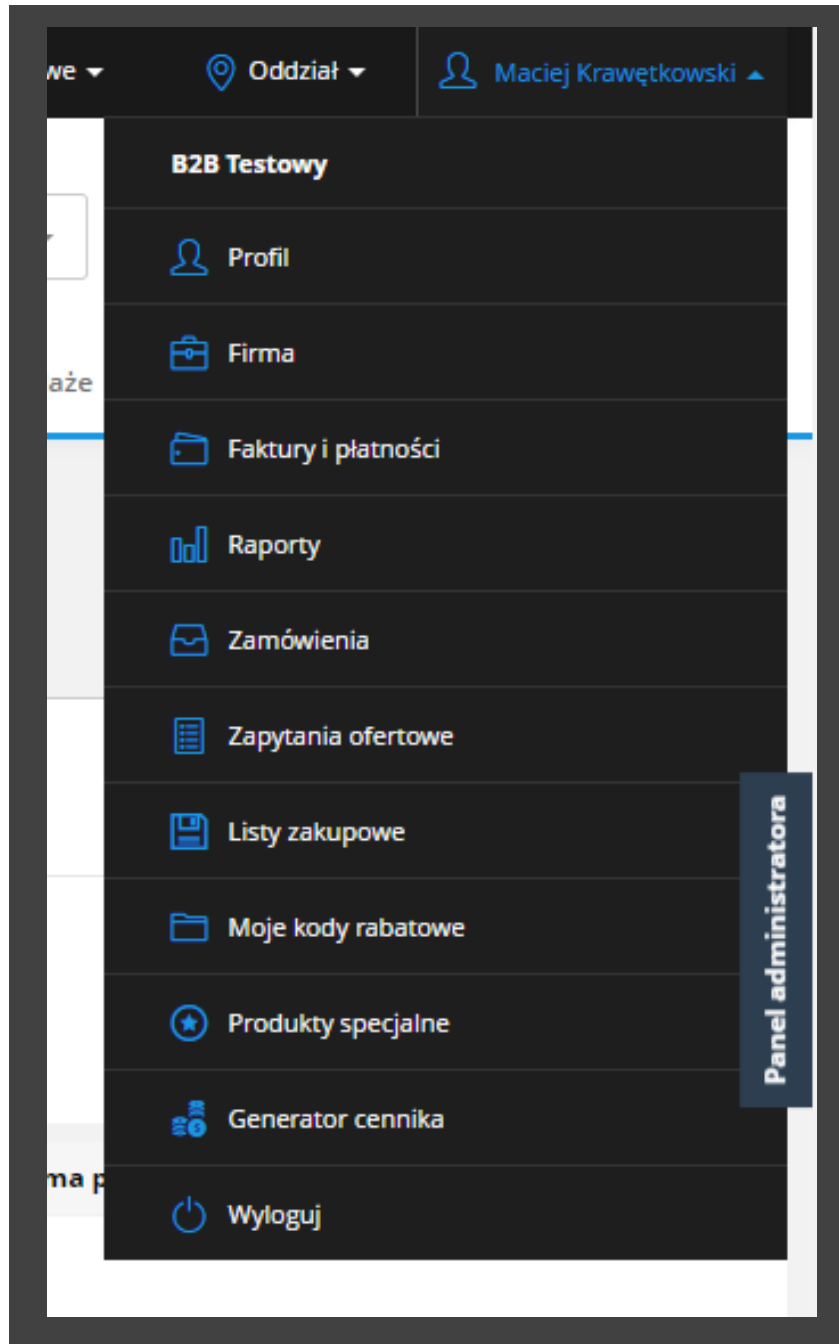 we
Oddział
Maciej Krawętkowski
B2B Testowy
Profil
Firma
aże
Faktury i płatności
Raporty
Zamówienia
Zapytania ofertowe
Listy zakupowe
Moje kody rabatowe
Panel administratora
Produkty specjalne
Generator cennika
ma p
Wyloguj